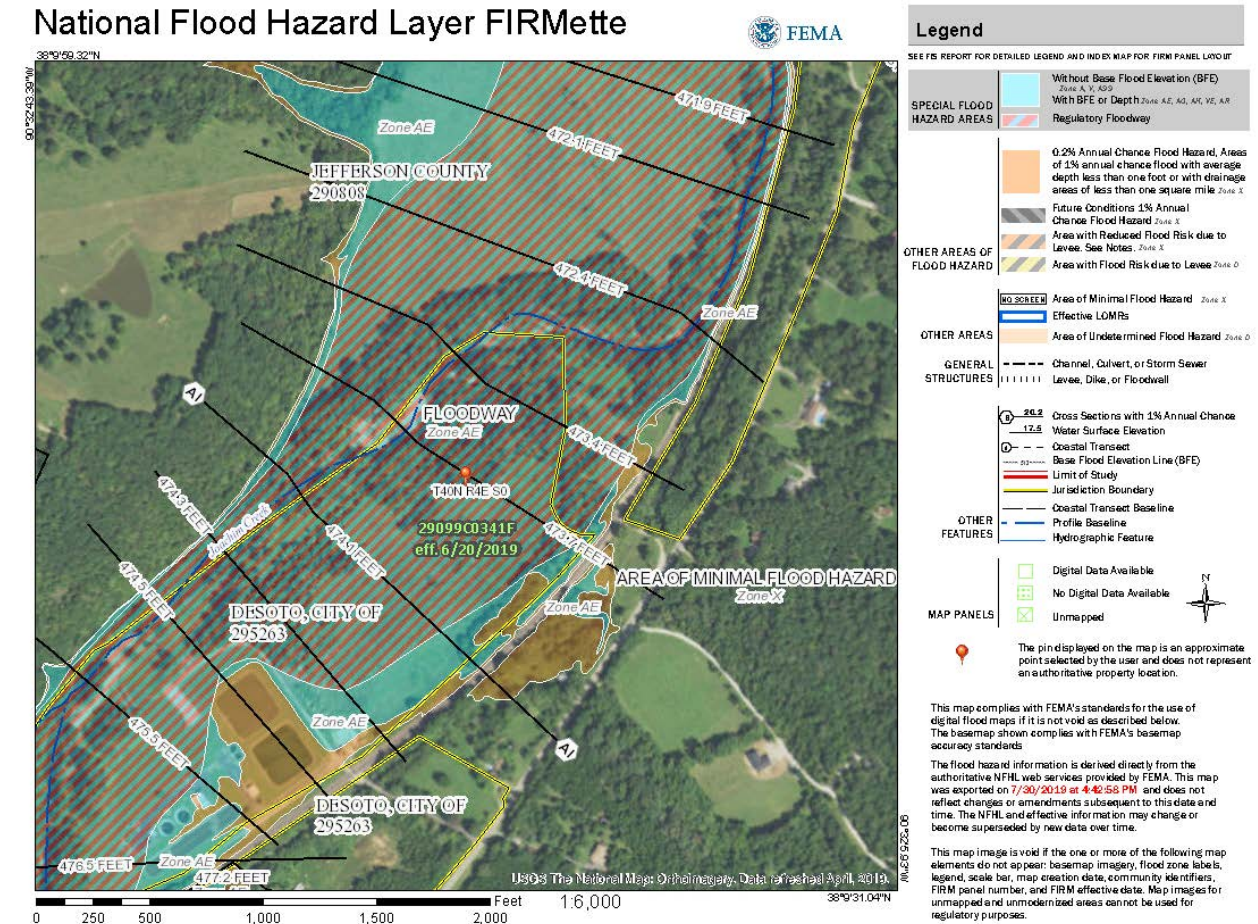 National Flood Hazard Layer FIRMette
FEMA
38°9'59.32"N
90°32'43.39"W
Zone AE
JEFFERSON COUNTY
290808
471.9 FEET
472.1 FEET
472.4 FEET
Zone AE
AI
FLOODWAY
Zone AE
473.4 FEET
T40N R4E S0
474.3 FEET
Joachin Creek
474.1 FEET
29099C0341F
eff. 6/20/2019
473.7 FEET
AREA OF MINIMAL FLOOD HAZARD
Zone X
474.5 FEET
DESOTO, CITY OF
295263
Zone AE
Zone AE
475.5 FEET
AI
DESOTO, CITY OF
295263
476.5 FEET
Zone AE
477.2 FEET
USGS The National Map: Orthoimagery. Data refreshed April, 2019.
38°9'31.04"N
0 250 500 1,000 1,500 2,000
Feet
1:6,000
Legend
SEE FIS REPORT FOR DETAILED LEGEND AND INDEX MAP FOR FIRM PANEL LAYOUT
SPECIAL FLOOD
HAZARD AREAS
Without Base Flood Elevation (BFE)
Zone A, V, A99
With BFE or Depth Zone AE, AO, AH, VE, AR
Regulatory Floodway
OTHER AREAS OF
FLOOD HAZARD
0.2% Annual Chance Flood Hazard, Areas
of 1% annual chance flood with average
depth less than one foot or with drainage
areas of less than one square mile Zone X
Future Conditions 1% Annual
Chance Flood Hazard Zone X
Area with Reduced Flood Risk due to
Levee. See Notes. Zone X
Area with Flood Risk due to Levee Zone D
OTHER AREAS
NO SCREEN Area of Minimal Flood Hazard Zone X
Effective LOMRs
Area of Undetermined Flood Hazard Zone D
GENERAL
STRUCTURES
Channel, Culvert, or Storm Sewer
Levee, Dike, or Floodwall
OTHER
FEATURES
B 20.2 Cross Sections with 1% Annual Chance
17.5 Water Surface Elevation
Coastal Transect
513 Base Flood Elevation Line (BFE)
Limit of Study
Jurisdiction Boundary
Coastal Transect Baseline
Profile Baseline
Hydrographic Feature
MAP PANELS
Digital Data Available
No Digital Data Available
Unmapped
N
The pin displayed on the map is an approximate
point selected by the user and does not represent
an authoritative property location.
This map complies with FEMA's standards for the use of
digital flood maps if it is not void as described below.
The basemap shown complies with FEMA's basemap
accuracy standards
The flood hazard information is derived directly from the
authoritative NFHL web services provided by FEMA. This map
was exported on 7/30/2019 at 4:42:58 PM and does not
reflect changes or amendments subsequent to this date and
time. The NFHL and effective information may change or
become superseded by new data over time.
This map image is void if the one or more of the following map
elements do not appear: basemap imagery, flood zone labels,
legend, scale bar, map creation date, community identifiers,
FIRM panel number, and FIRM effective date. Map images for
unmapped and unmodernized areas cannot be used for
regulatory purposes.